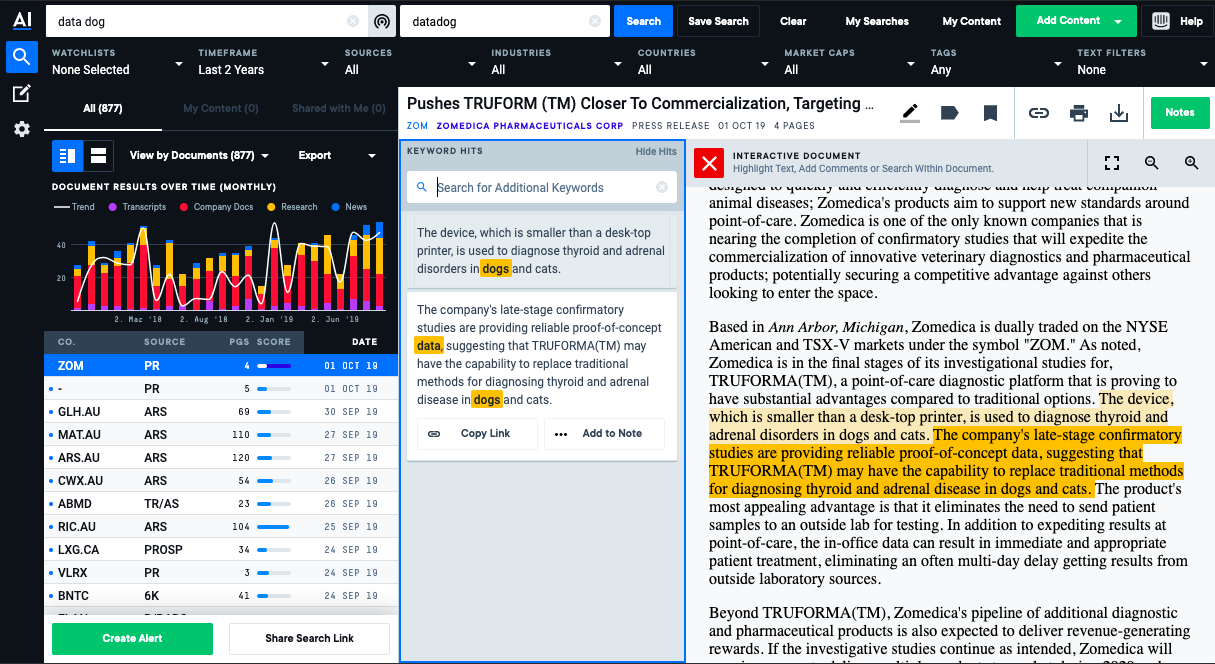 AI
data dog
datadog
Search
Save Search
Clear
My Searches
My Content
Add Content
Help
WATCHLISTS
None Selected
TIMEFRAME
Last 2 Years
SOURCES
All
INDUSTRIES
All
COUNTRIES
All
MARKET CAPS
All
TAGS
Any
TEXT FILTERS
None
All (877)
My Content (0)
Shared with Me (0)
View by Documents (877)
Export
DOCUMENT RESULTS OVER TIME (MONTHLY)
Trend
Transcripts
Company Docs
Research
News
40
20
2. Mar '18
2. Aug '18
2. Jan '19
2. Jun '19
CO. SOURCE PGS SCORE DATE
ZOM PR 4 01 OCT 19
- PR 5 01 OCT 19
GLH.AU ARS 69 30 SEP 19
MAT.AU ARS 110 27 SEP 19
ARS.AU ARS 120 27 SEP 19
CWX.AU ARS 54 26 SEP 19
ABMD TR/AS 23 26 SEP 19
RIC.AU ARS 104 25 SEP 19
LXG.CA PROSP 34 24 SEP 19
VLRX PR 3 24 SEP 19
BNTC 6K 41 24 SEP 19
Create Alert
Share Search Link
Pushes TRUFORM (TM) Closer To Commercialization, Targeting ...
ZOM ZOMEDICA PHARMACEUTICALS CORP PRESS RELEASE 01 OCT 19 4 PAGES
Notes
KEYWORD HITS
Hide Hits
Search for Additional Keywords
The device, which is smaller than a desk-top
printer, is used to diagnose thyroid and adrenal
disorders in dogs and cats.
The company's late-stage confirmatory
studies are providing reliable proof-of-concept
data, suggesting that TRUFORMA(TM) may
have the capability to replace traditional
methods for diagnosing thyroid and adrenal
disease in dogs and cats.
Copy Link
Add to Note
INTERACTIVE DOCUMENT
Highlight Text, Add Comments or Search Within Document.
designed to quickly and efficiently diagnose and help treat companion
animal diseases; Zomedica's products aim to support new standards around
point-of-care. Zomedica is one of the only known companies that is
nearing the completion of confirmatory studies that will expedite the
commercialization of innovative veterinary diagnostics and pharmaceutical
products; potentially securing a competitive advantage against others
looking to enter the space.
Based in Ann Arbor, Michigan, Zomedica is dually traded on the NYSE
American and TSX-V markets under the symbol "ZOM." As noted,
Zomedica is in the final stages of its investigational studies for,
TRUFORMA(TM), a point-of-care diagnostic platform that is proving to
have substantial advantages compared to traditional options. The device,
which is smaller than a desk-top printer, is used to diagnose thyroid and
adrenal disorders in dogs and cats. The company's late-stage confirmatory
studies are providing reliable proof-of-concept data, suggesting that
TRUFORMA(TM) may have the capability to replace traditional methods
for diagnosing thyroid and adrenal disease in dogs and cats. The product's
most appealing advantage is that it eliminates the need to send patient
samples to an outside lab for testing. In addition to expediting results at
point-of-care, the in-office data can result in immediate and appropriate
patient treatment, eliminating an often multi-day delay getting results from
outside laboratory sources.
Beyond TRUFORMA(TM), Zomedica's pipeline of additional diagnostic
and pharmaceutical products is also expected to deliver revenue-generating
rewards. If the investigative studies continue as intended, Zomedica will